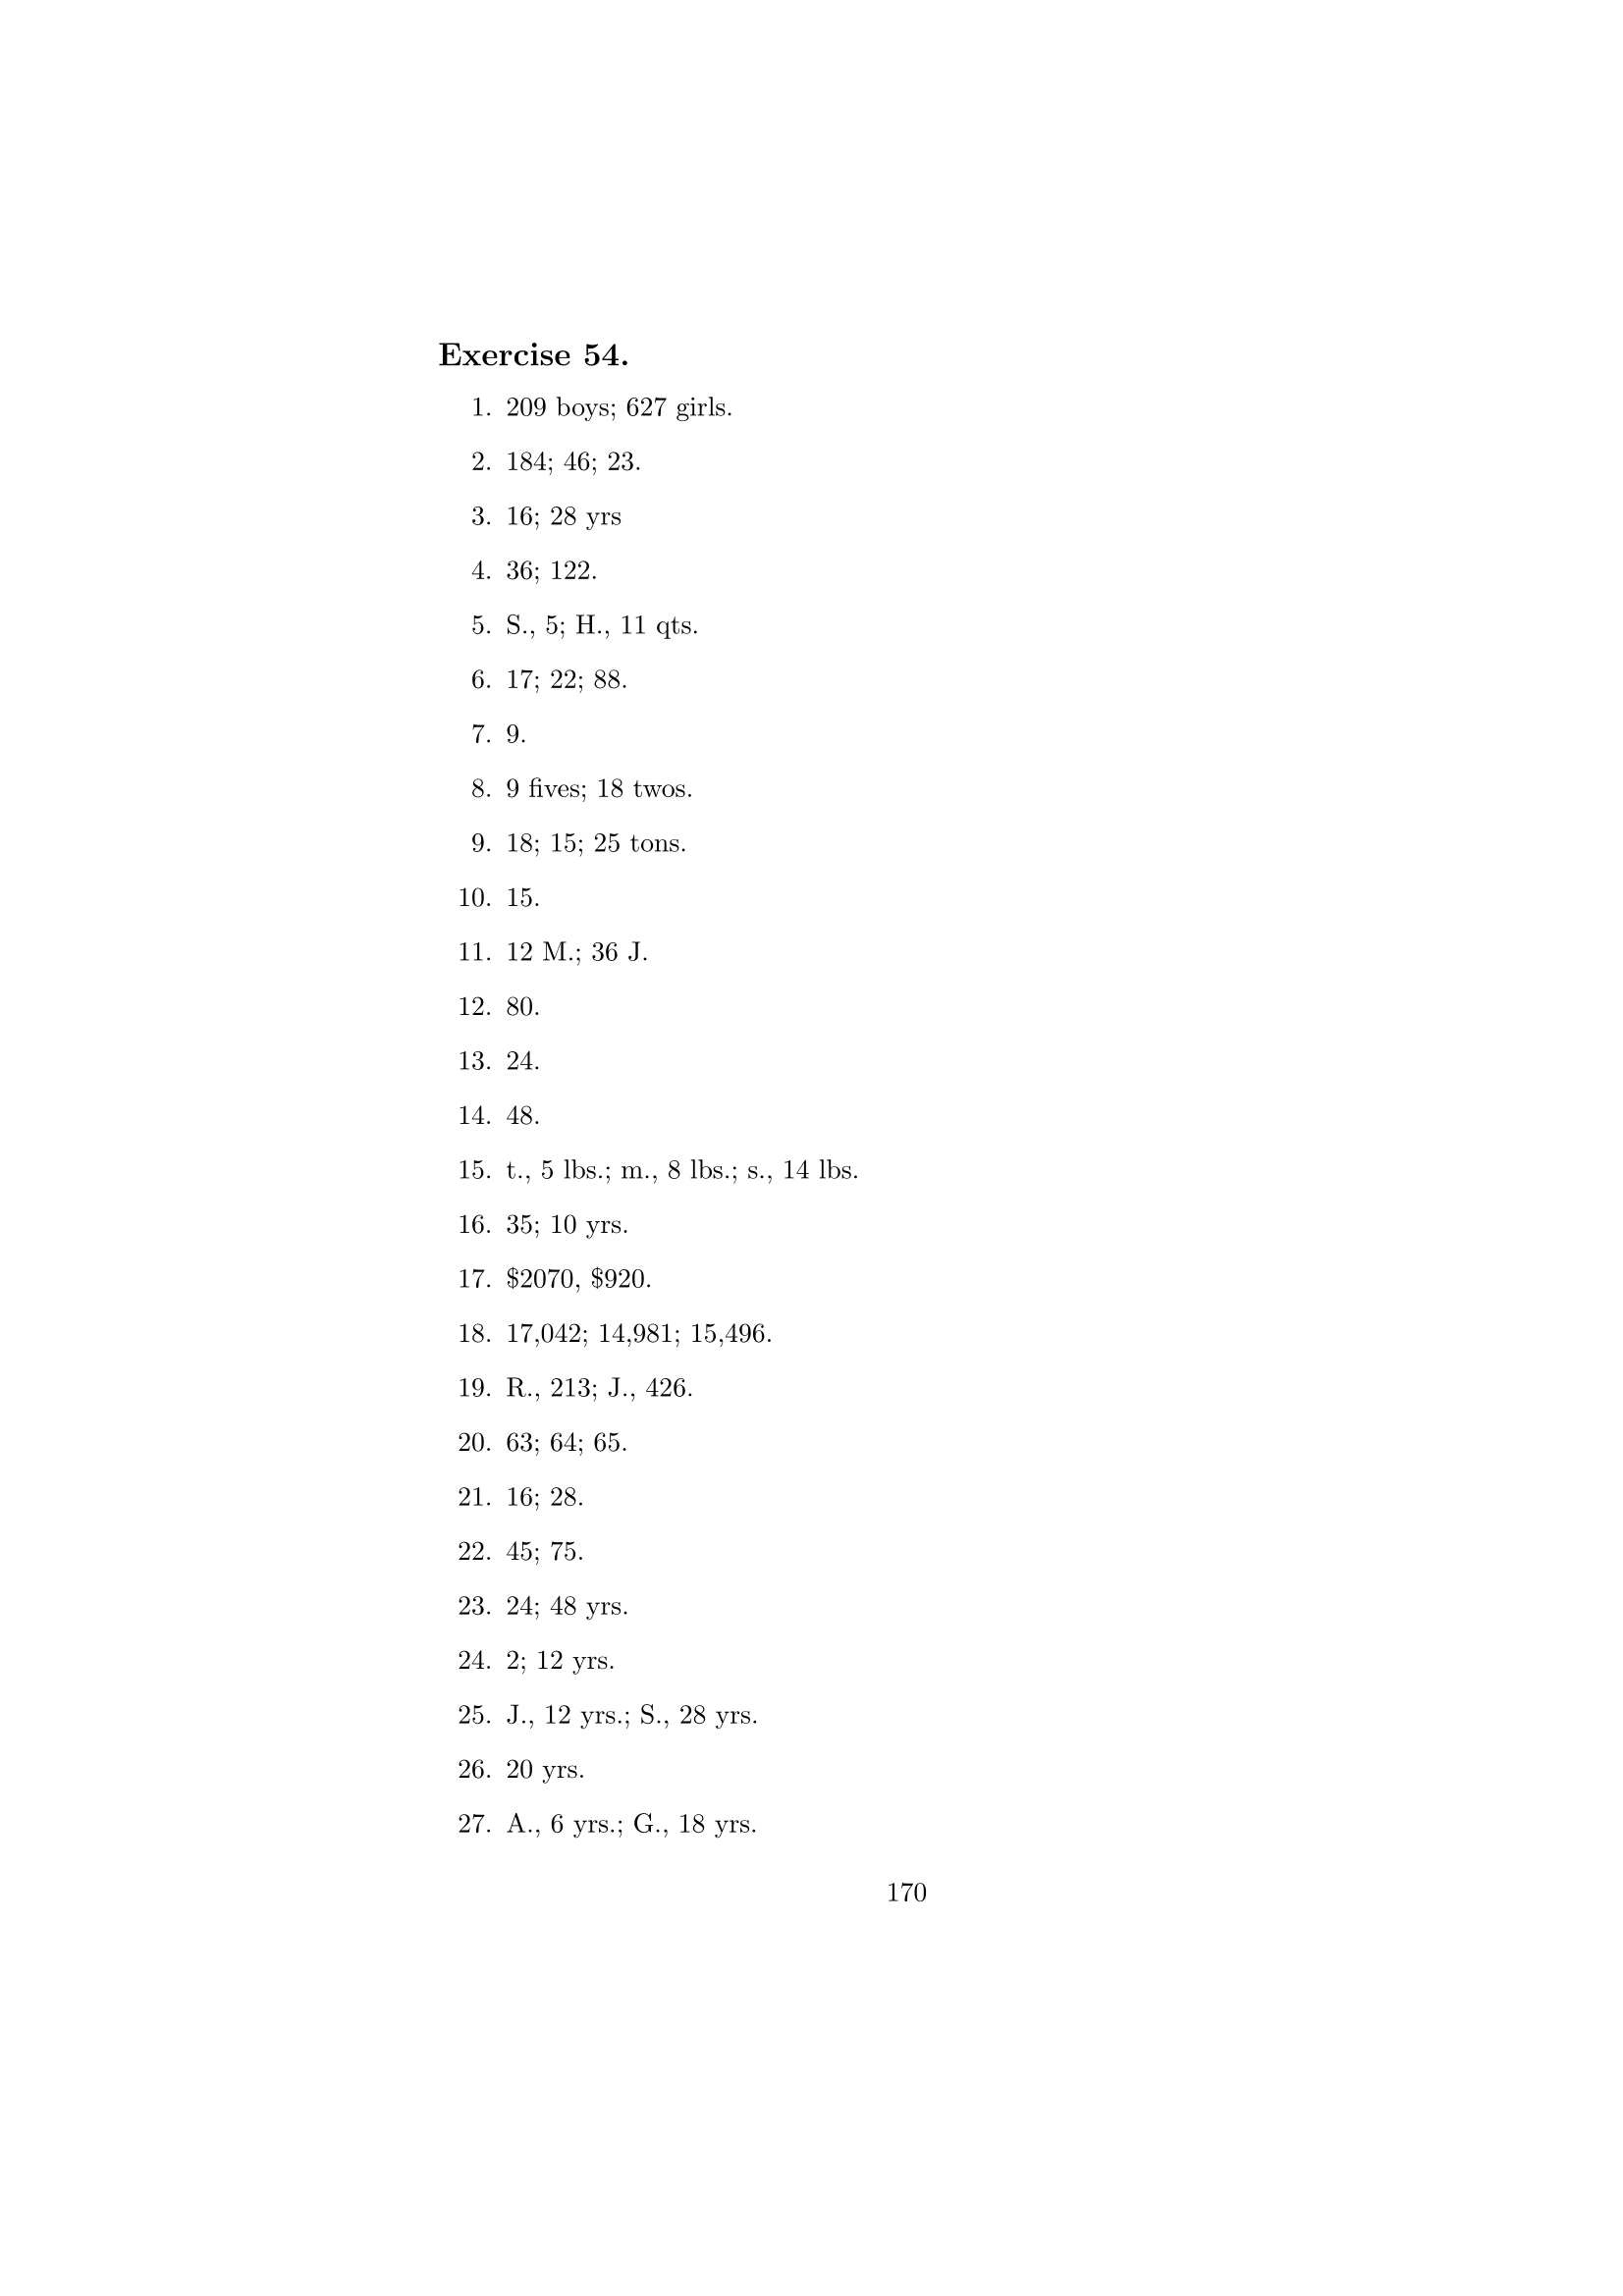 Exercise 54.
1. 209 boys; 627 girls.
2. 184; 46; 23.
3. 16; 28 yrs
4. 36; 122.
5. S., 5; H., 11 qts.
6. 17; 22; 88.
7. 9.
8. 9 fives; 18 twos.
9. 18; 15; 25 tons.
10. 15.
11. 12 M.; 36 J.
12. 80.
13. 24.
14. 48.
15. t., 5 lbs.; m., 8 lbs.; s., 14 lbs.
16. 35; 10 yrs.
17. $2070, $920.
18. 17,042; 14,981; 15,496.
19. R., 213; J., 426.
20. 63; 64; 65.
21. 16; 28.
22. 45; 75.
23. 24; 48 yrs.
24. 2; 12 yrs.
25. J., 12 yrs.; S., 28 yrs.
26. 20 yrs.
27. A., 6 yrs.; G., 18 yrs.
170